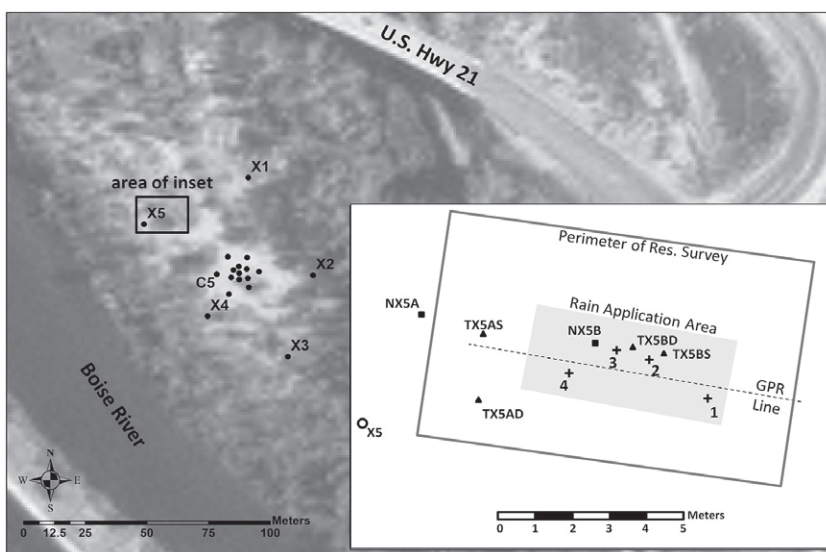 U.S. Hwy 21
X1
area of inset
X5
X2
C5
X4
X3
Boise River
N
W E
S
Meters
0 12.5 25 50 75 100
Perimeter of Res. Survey
NX5A
Rain Application Area
TX5AS
NX5B
TX5BD
TX5BS
3
2
4
GPR
Line
1
TX5AD
X5
Meters
0 1 2 3 4 5